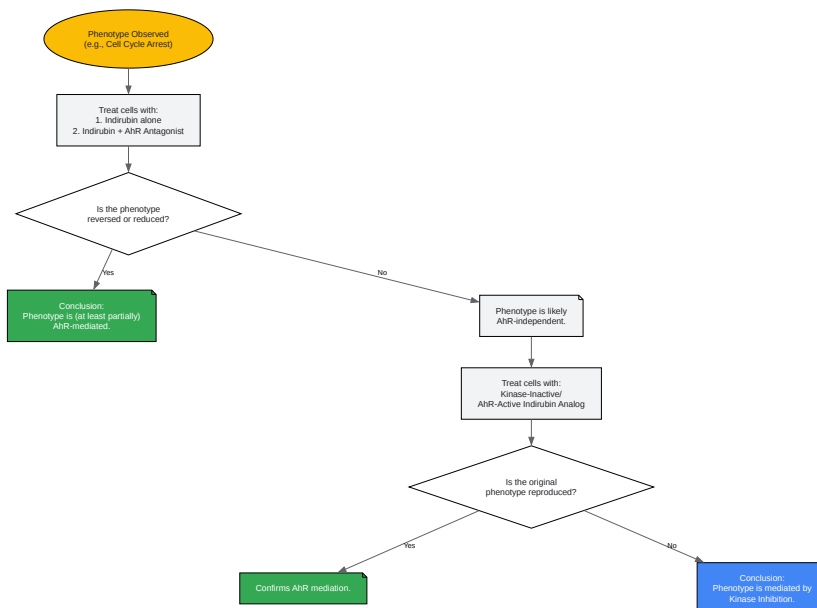 Phenotype Observed
(e.g., Cell Cycle Arrest)
Treat cells with:
1. Indirubin alone
2. Indirubin + AhR Antagonist
Is the phenotype
reversed or reduced?
Yes
No
Conclusion:
Phenotype is (at least partially)
AhR-mediated.
Phenotype is likely
AhR-independent.
Treat cells with:
Kinase-Inactive/
AhR-Active Indirubin Analog
Is the original
phenotype reproduced?
Yes
No
Confirms AhR mediation.
Conclusion:
Phenotype is mediated by
Kinase Inhibition.